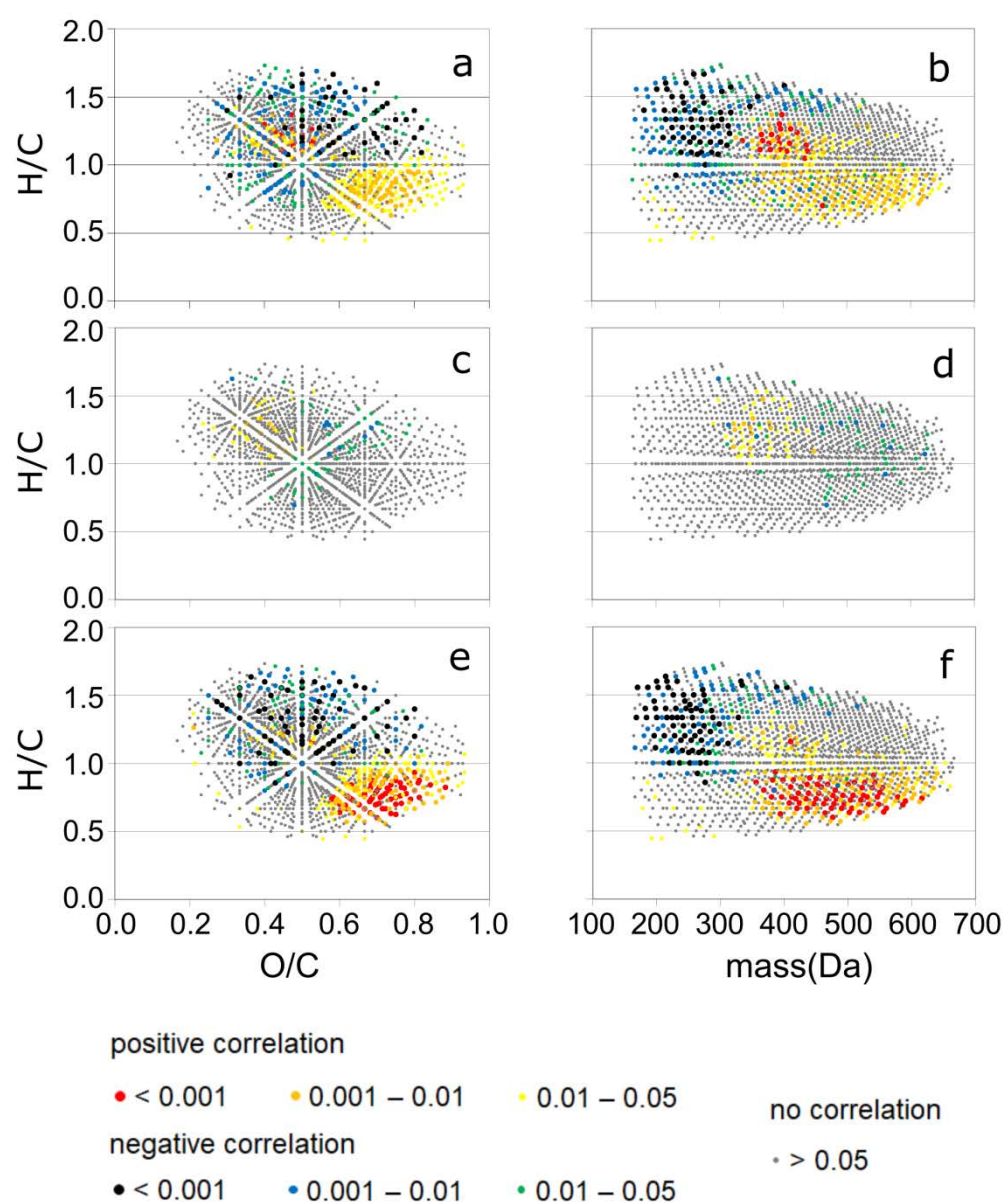 2.0 a b
H/C 1.5
1.0
0.5
0.0
2.0 c d
H/C 1.5
1.0
0.5
0.0
2.0 e f
H/C 1.5
1.0
0.5
0.0
0.0 0.2 0.4 0.6 0.8 1.0 100 200 300 400 500 600 700
O/C mass(Da)
positive correlation
< 0.001 0.001 – 0.01 0.01 – 0.05
no correlation
negative correlation
> 0.05
< 0.001 0.001 – 0.01 0.01 – 0.05